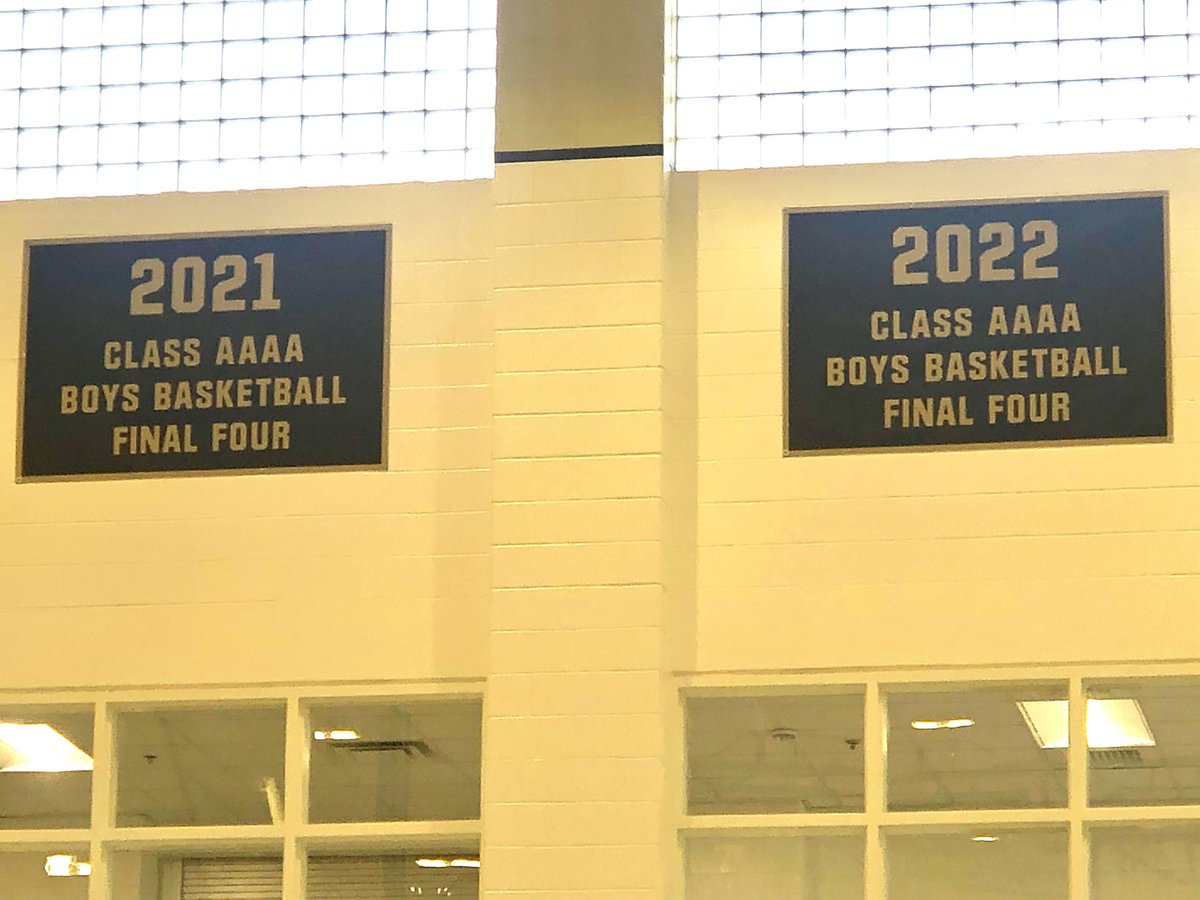 2021
CLASS AAAA
BOYS BASKETBALL
FINAL FOUR
2022
CLASS AAAA
BOYS BASKETBALL
FINAL FOUR